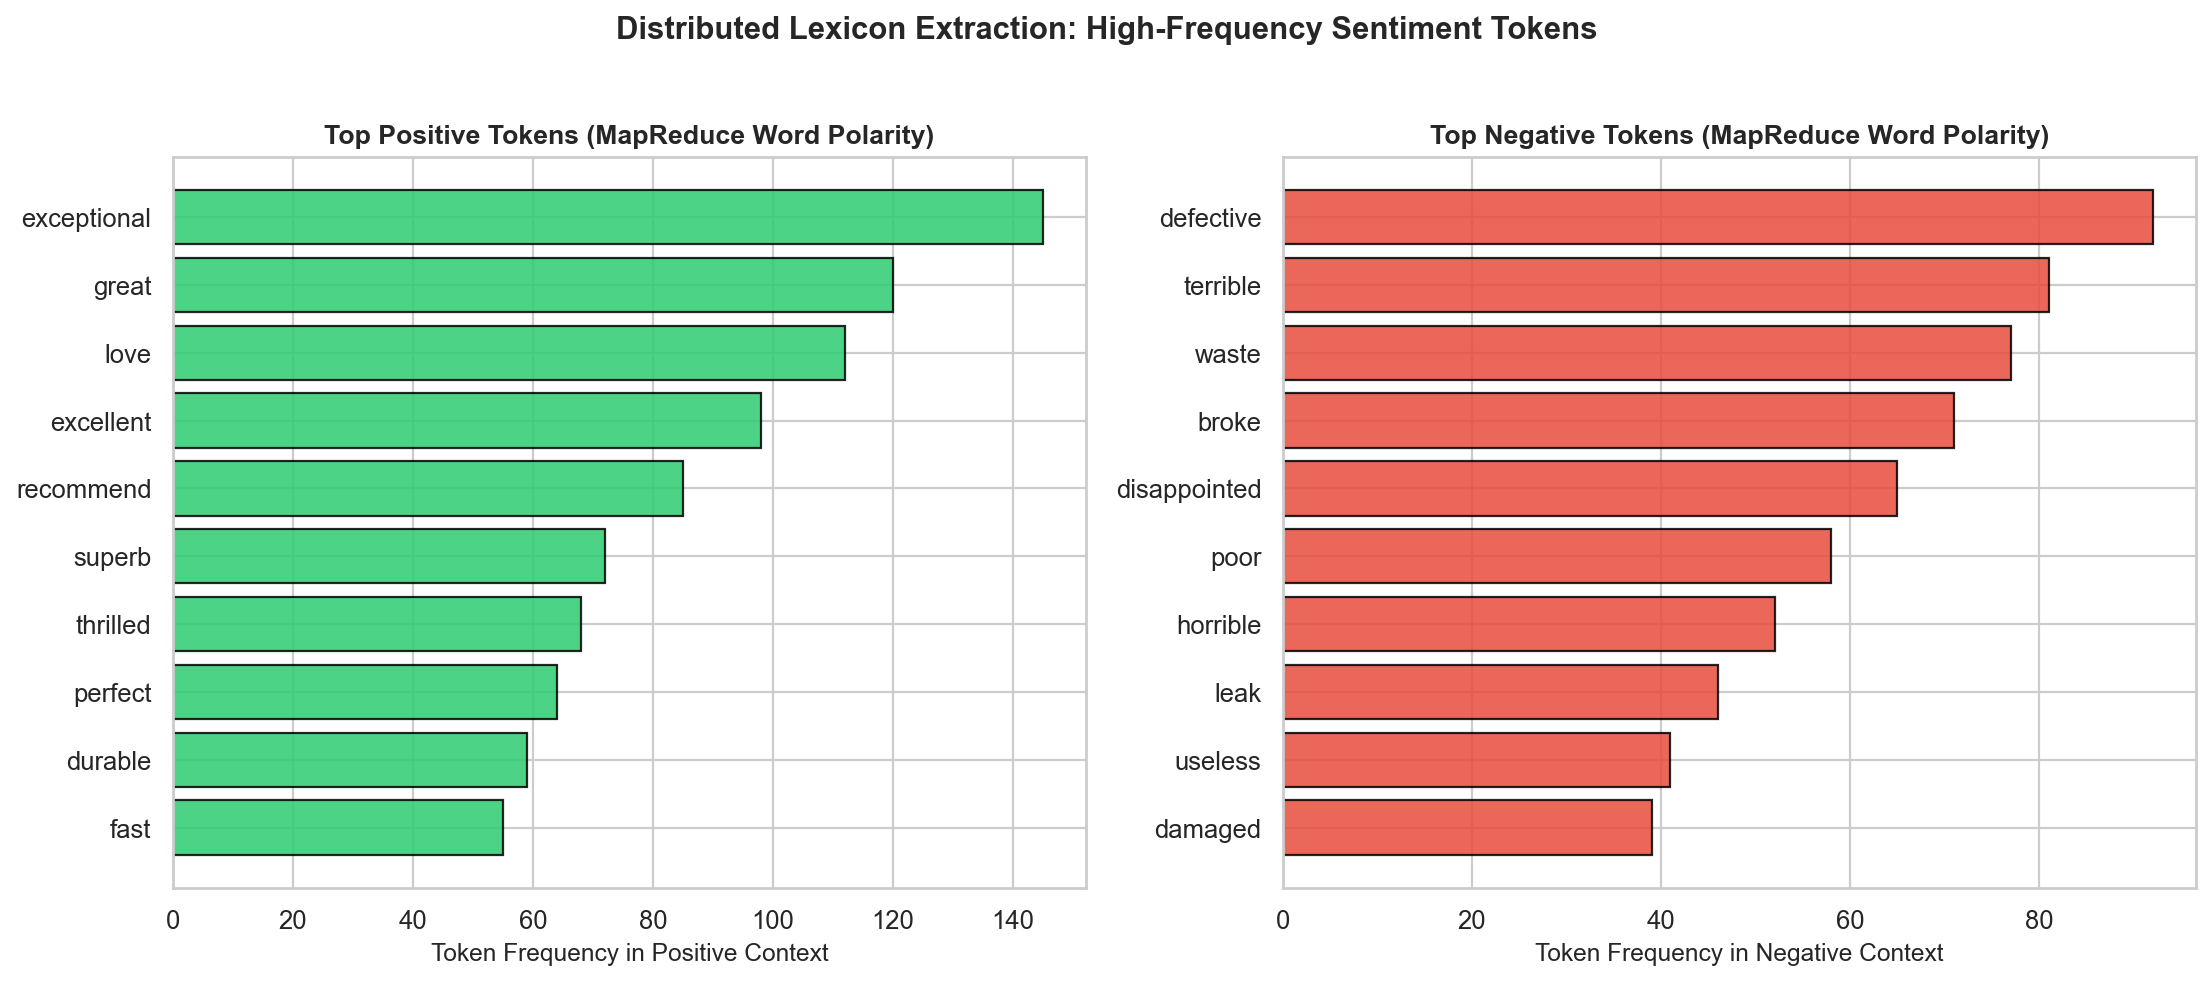 Distributed Lexicon Extraction: High-Frequency Sentiment Tokens
Top Positive Tokens (MapReduce Word Polarity)
exceptional
great
love
excellent
recommend
superb
thrilled
perfect
durable
fast
0 20 40 60 80 100 120 140
Token Frequency in Positive Context
Top Negative Tokens (MapReduce Word Polarity)
defective
terrible
waste
broke
disappointed
poor
horrible
leak
useless
damaged
0 20 40 60 80
Token Frequency in Negative Context